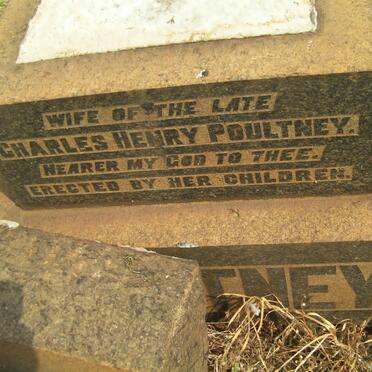 WIFE OF THE LATE
CHARLES HENRY POULTNEY.
NEARER MY GOD TO THEE.
ERECTED BY HER CHILDREN.
TNEY